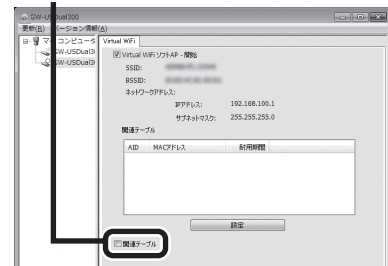 GW-USDual300
更新(R) バージョン情報(A)
マイコンピュータ
GW-USDual3
GW-USDual3
Virtual WiFi
Virtual WiFi ソフトAP - 開始
SSID:
BSSID:
ネットワークアドレス:
IPアドレス: 192.168.100.1
サブネットマスク: 255.255.255.0
関連テーブル
AID MACアドレス 耐用期間
設定
関連テーブル